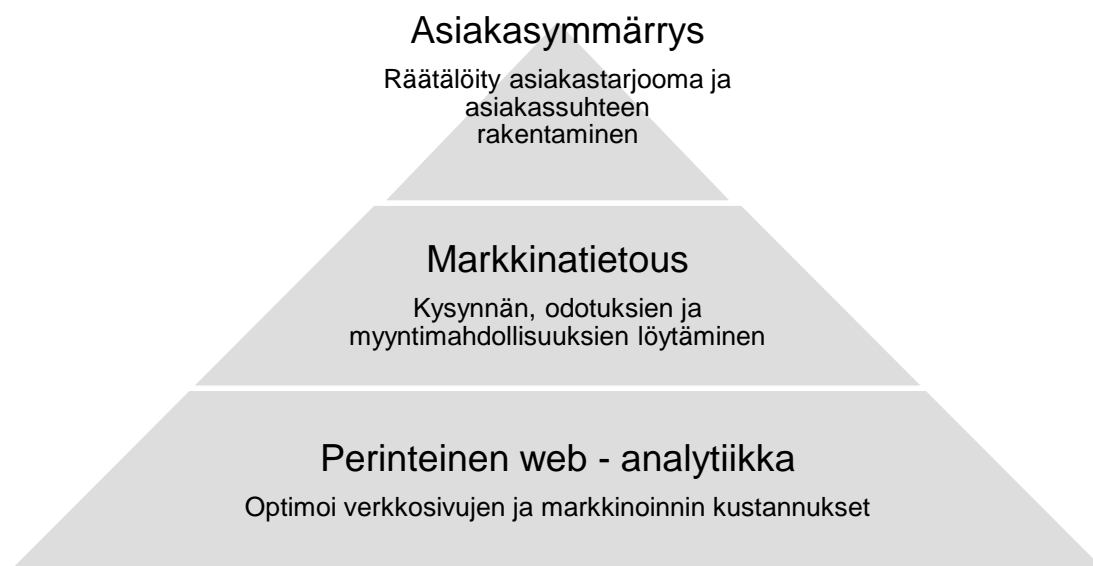 Asiakasymmärrys
Räätälöity asiakastarjooma ja
asiakassuhteen
rakentaminen
Markkinatietous
Kysynnän, odotuksien ja
myyntimahdollisuuksien löytäminen
Perinteinen web - analytiikka
Optimoi verkkosivujen ja markkinoinnin kustannukset